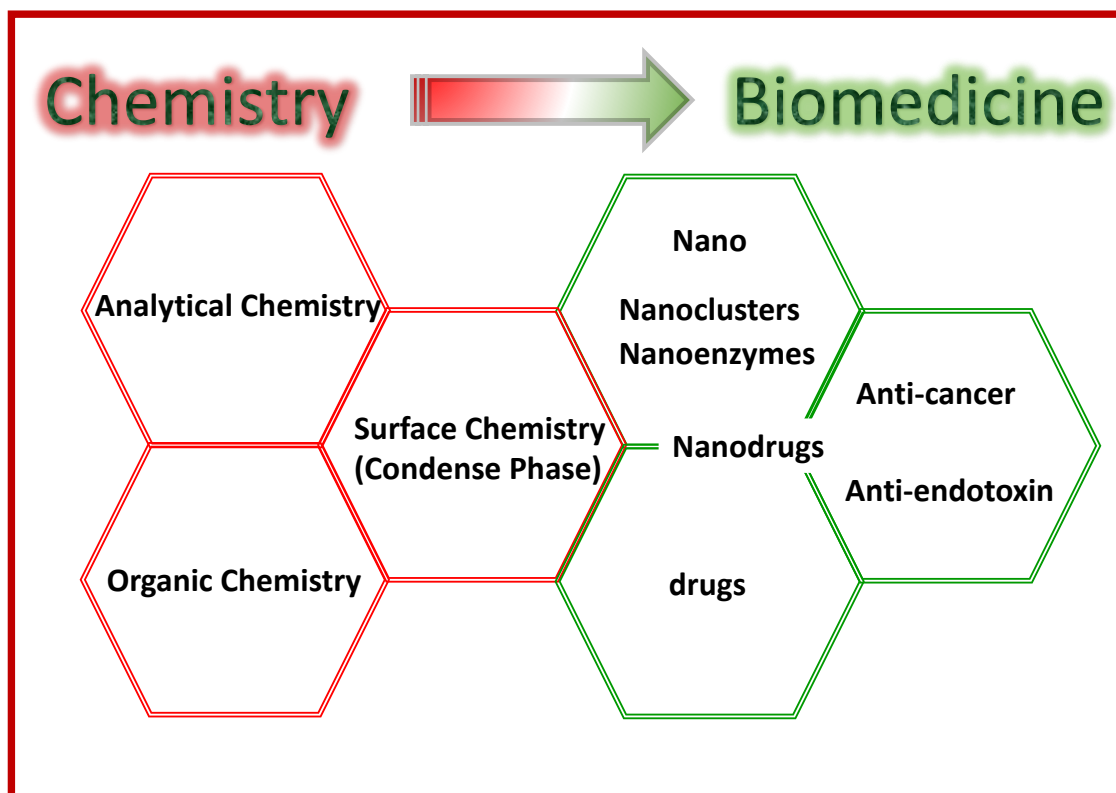 Chemistry
Biomedicine
Analytical Chemistry
Organic Chemistry
Surface Chemistry
(Condense Phase)
Nano
Nanoclusters
Nanoenzymes
Nanodrugs
drugs
Anti-cancer
Anti-endotoxin